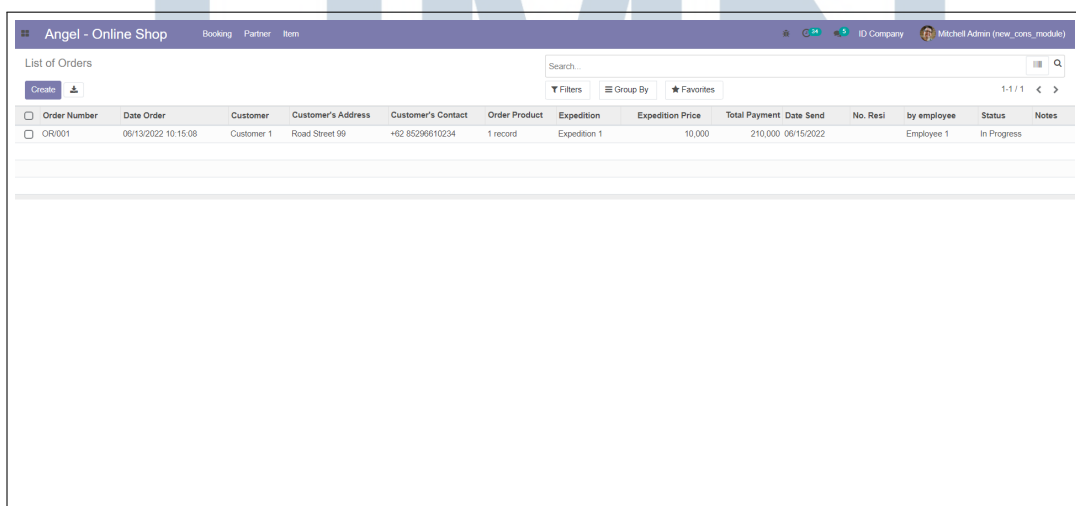 Angel - Online Shop Booking Partner Item 34 5 ID Company Mitchell Admin (new_cons_module)
List of Orders
Search...
Create Filters Group By Favorites 1-1 / 1
Order Number Date Order Customer Customer's Address Customer's Contact Order Product Expedition Expedition Price Total Payment Date Send No. Resi by employee Status Notes
OR/001 06/13/2022 10:15:08 Customer 1 Road Street 99 +62 85296610234 1 record Expedition 1 10,000 210,000 06/15/2022 Employee 1 In Progress